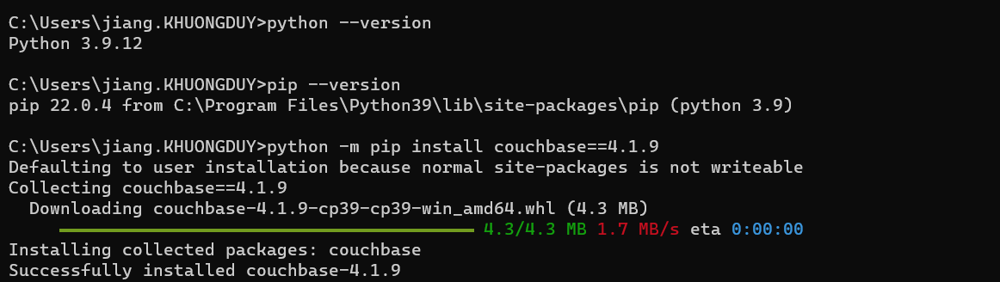 C:\Users\jiang.KHUONGDUY>python --version
Python 3.9.12
C:\Users\jiang.KHUONGDUY>pip --version
pip 22.0.4 from C:\Program Files\Python39\lib\site-packages\pip (python 3.9)
C:\Users\jiang.KHUONGDUY>python -m pip install couchbase==4.1.9
Defaulting to user installation because normal site-packages is not writeable
Collecting couchbase==4.1.9
  Downloading couchbase-4.1.9-cp39-cp39-win_amd64.whl (4.3 MB)
4.3/4.3 MB 1.7 MB/s eta 0:00:00
Installing collected packages: couchbase
Successfully installed couchbase-4.1.9